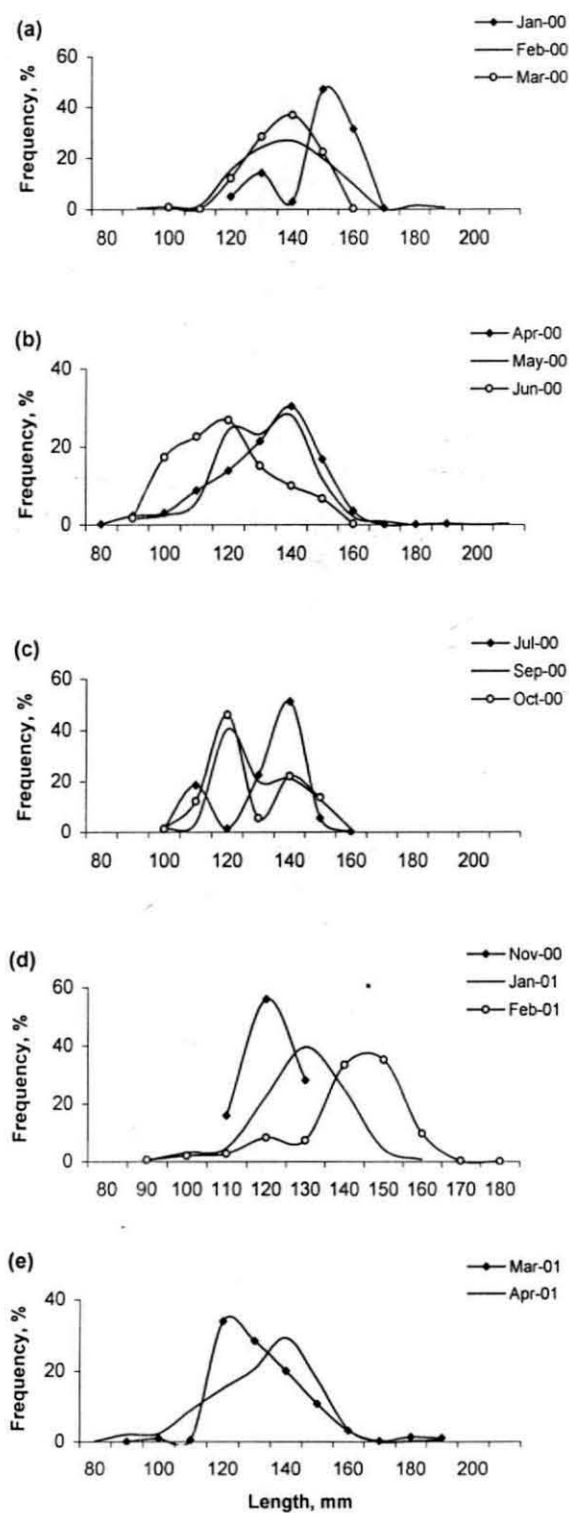 (a)
Jan-00
Feb-00
Mar-00
Frequency, %
60
40
20
0
80 100 120 140 160 180 200
(b)
Apr-00
May-00
Jun-00
Frequency, %
40
20
0
80 100 120 140 160 180 200
(c)
Jul-00
Sep-00
Oct-00
Frequency, %
60
40
20
0
80 100 120 140 160 180 200
(d)
Nov-00
Jan-01
Feb-01
Frequency, %
60
40
20
0
80 90 100 110 120 130 140 150 160 170 180
(e)
Mar-01
Apr-01
Frequency, %
40
20
0
80 100 120 140 160 180 200
Length, mm